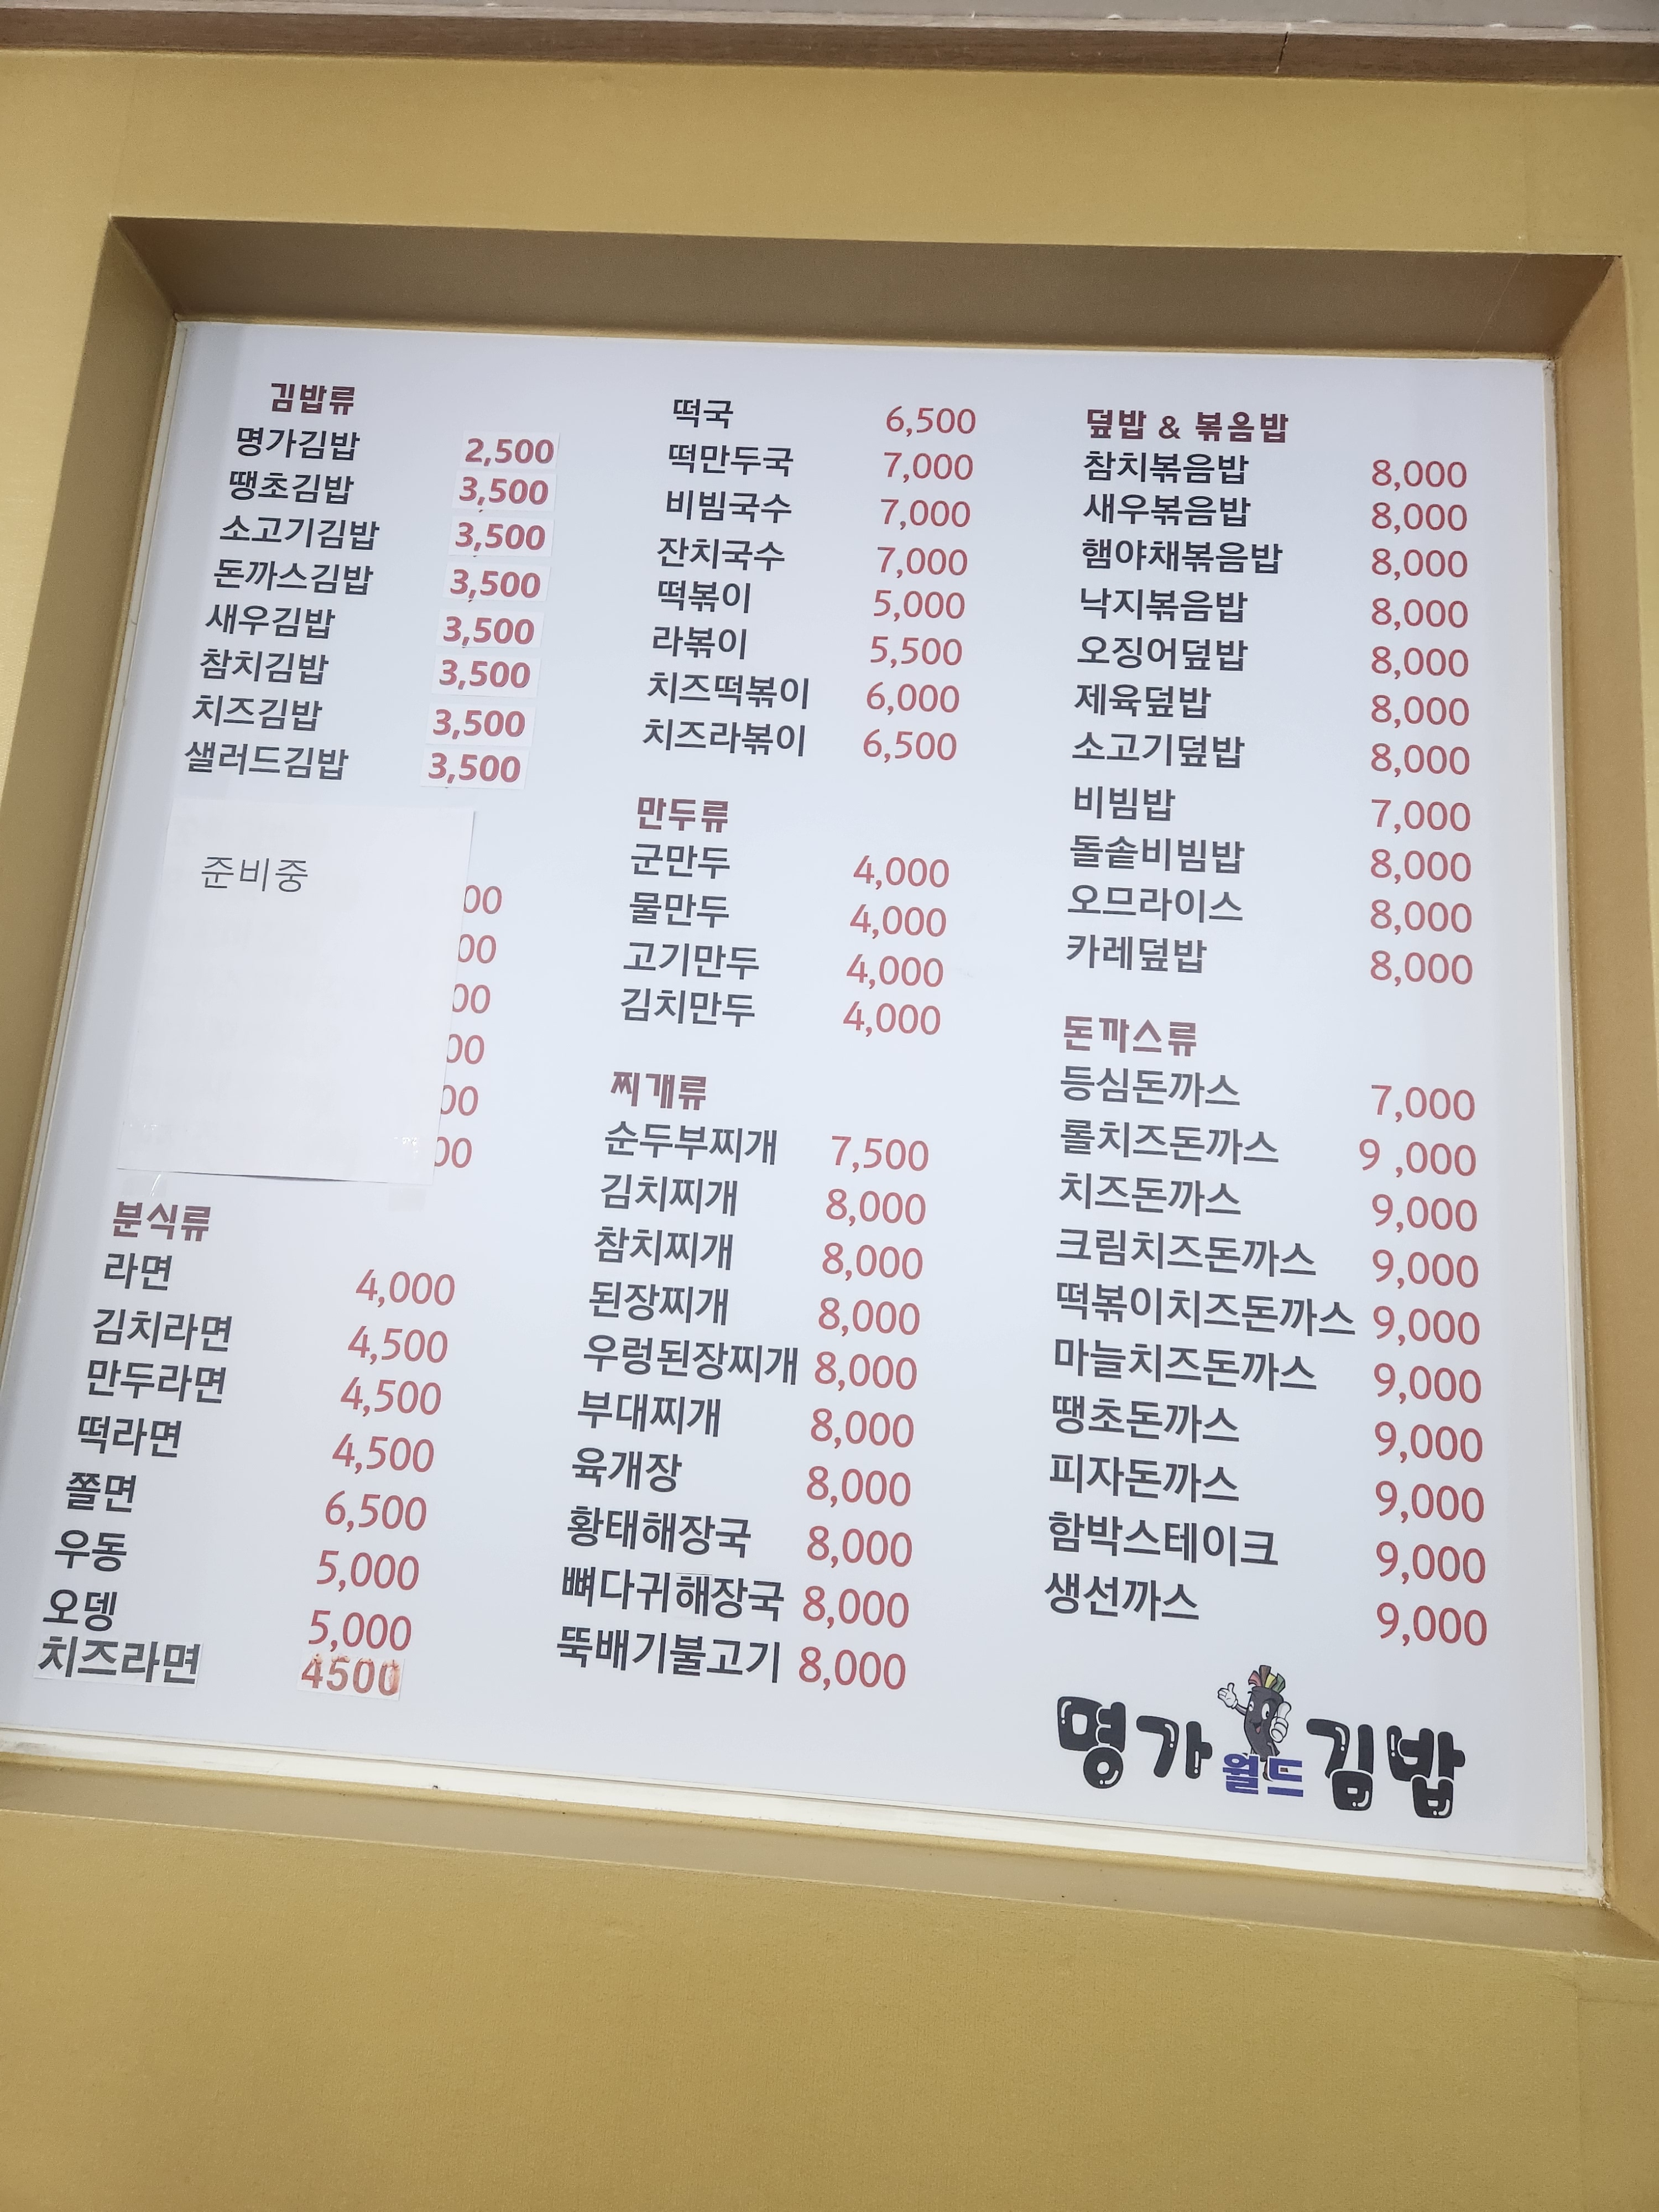 김밥류
명가김밥 2,500
땡초김밥 3,500
소고기김밥 3,500
돈까스김밥 3,500
새우김밥 3,500
참치김밥 3,500
치즈김밥 3,500
샐러드김밥 3,500
준비중
00
00
00
00
00
00
분식류
라면 4,000
김치라면 4,500
만두라면 4,500
떡라면 4,500
쫄면 6,500
우동 5,000
오뎅 5,000
치즈라면 4500
떡국 6,500
떡만두국 7,000
비빔국수 7,000
잔치국수 7,000
떡볶이 5,000
라볶이 5,500
치즈떡볶이 6,000
치즈라볶이 6,500
만두류
군만두 4,000
물만두 4,000
고기만두 4,000
김치만두 4,000
찌개류
순두부찌개 7,500
김치찌개 8,000
참치찌개 8,000
된장찌개 8,000
우렁된장찌개 8,000
부대찌개 8,000
육개장 8,000
황태해장국 8,000
뼈다귀해장국 8,000
뚝배기불고기 8,000
덮밥 & 볶음밥
참치볶음밥 8,000
새우볶음밥 8,000
햄야채볶음밥 8,000
낙지볶음밥 8,000
오징어덮밥 8,000
제육덮밥 8,000
소고기덮밥 8,000
비빔밥 7,000
돌솥비빔밥 8,000
오므라이스 8,000
카레덮밥 8,000
돈까스류
등심돈까스 7,000
롤치즈돈까스 9 ,000
치즈돈까스 9,000
크림치즈돈까스 9,000
떡볶이치즈돈까스 9,000
마늘치즈돈까스 9,000
땡초돈까스 9,000
피자돈까스 9,000
함박스테이크 9,000
생선까스 9,000
명가월드김밥